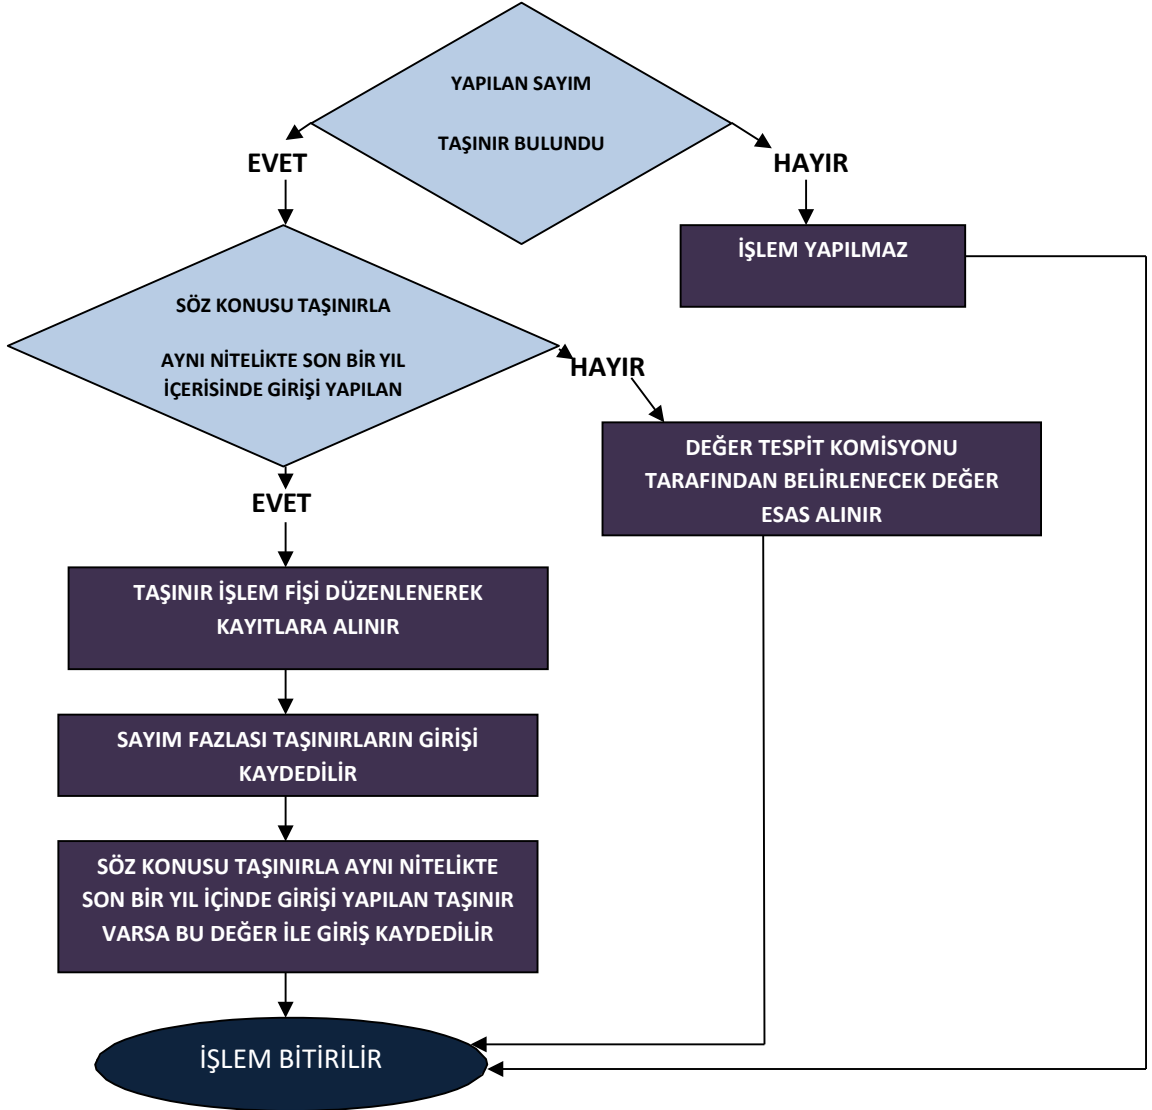 YAPILAN SAYIM
TAŞINIR BULUNDU
EVET
HAYIR
İŞLEM YAPILMAZ
SÖZ KONUSU TAŞINIRLA
AYNI NİTELİKTE SON BİR YIL
İÇERİSİNDE GİRİŞİ YAPILAN
HAYIR
DEĞER TESPİT KOMİSYONU
TARAFINDAN BELİRLENECEK DEĞER
ESAS ALINIR
EVET
TAŞINIR İŞLEM FİŞİ DÜZENLENEREK
KAYITLARA ALINIR
SAYIM FAZLASI TAŞINIRLARIN GİRİŞİ
KAYDEDİLİR
SÖZ KONUSU TAŞINIRLA AYNI NİTELİKTE
SON BİR YIL İÇİNDE GİRİŞİ YAPILAN TAŞINIR
VARSA BU DEĞER İLE GİRİŞ KAYDEDİLİR
İŞLEM BİTİRİLİR